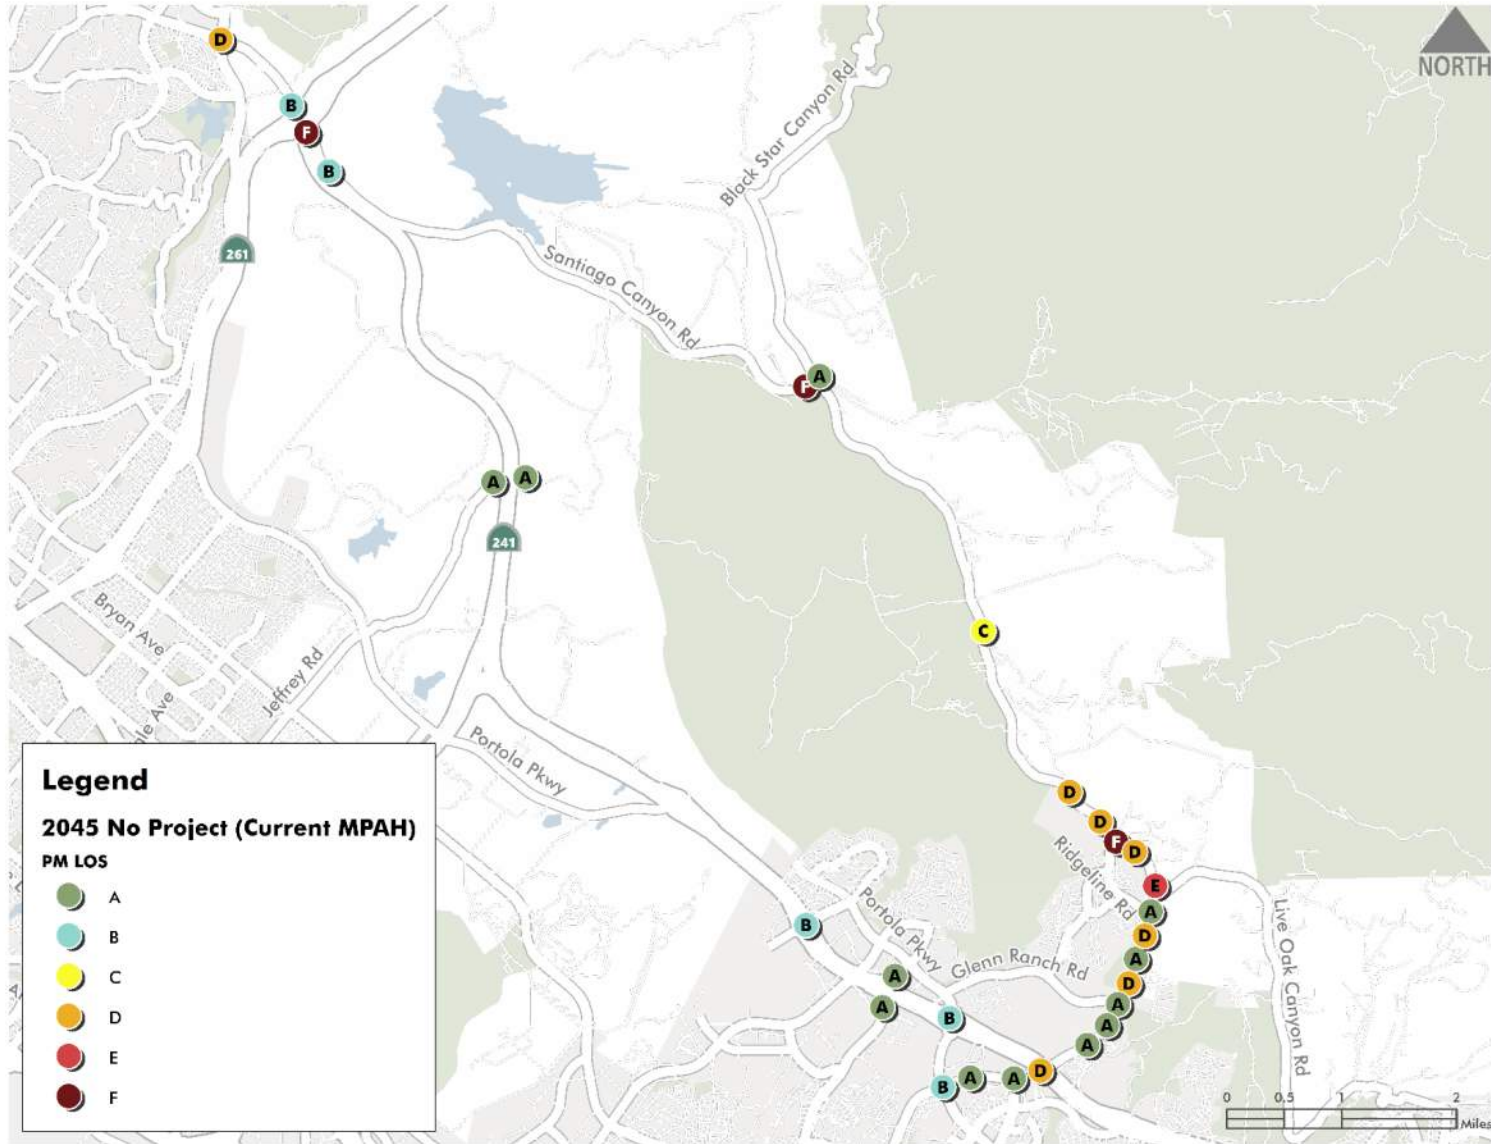 NORTH
D
B
F
B
Black Star Canyon Rd
261
Santiago Canyon Rd
A
F
A
A
241
Bryan Ave
C
Jeffrey Rd
Portola Pkwy
D
D
F
D
Ridgeline Rd
E
Portola Pkwy
B
A
D
Live Oak Canyon Rd
A
Glenn Ranch Rd
A
D
A
A
B
A
A
D
B
A
A
Legend
2045 No Project (Current MPAH)
PM LOS
A
B
C
D
E
F
0 0.5 1 2
Miles